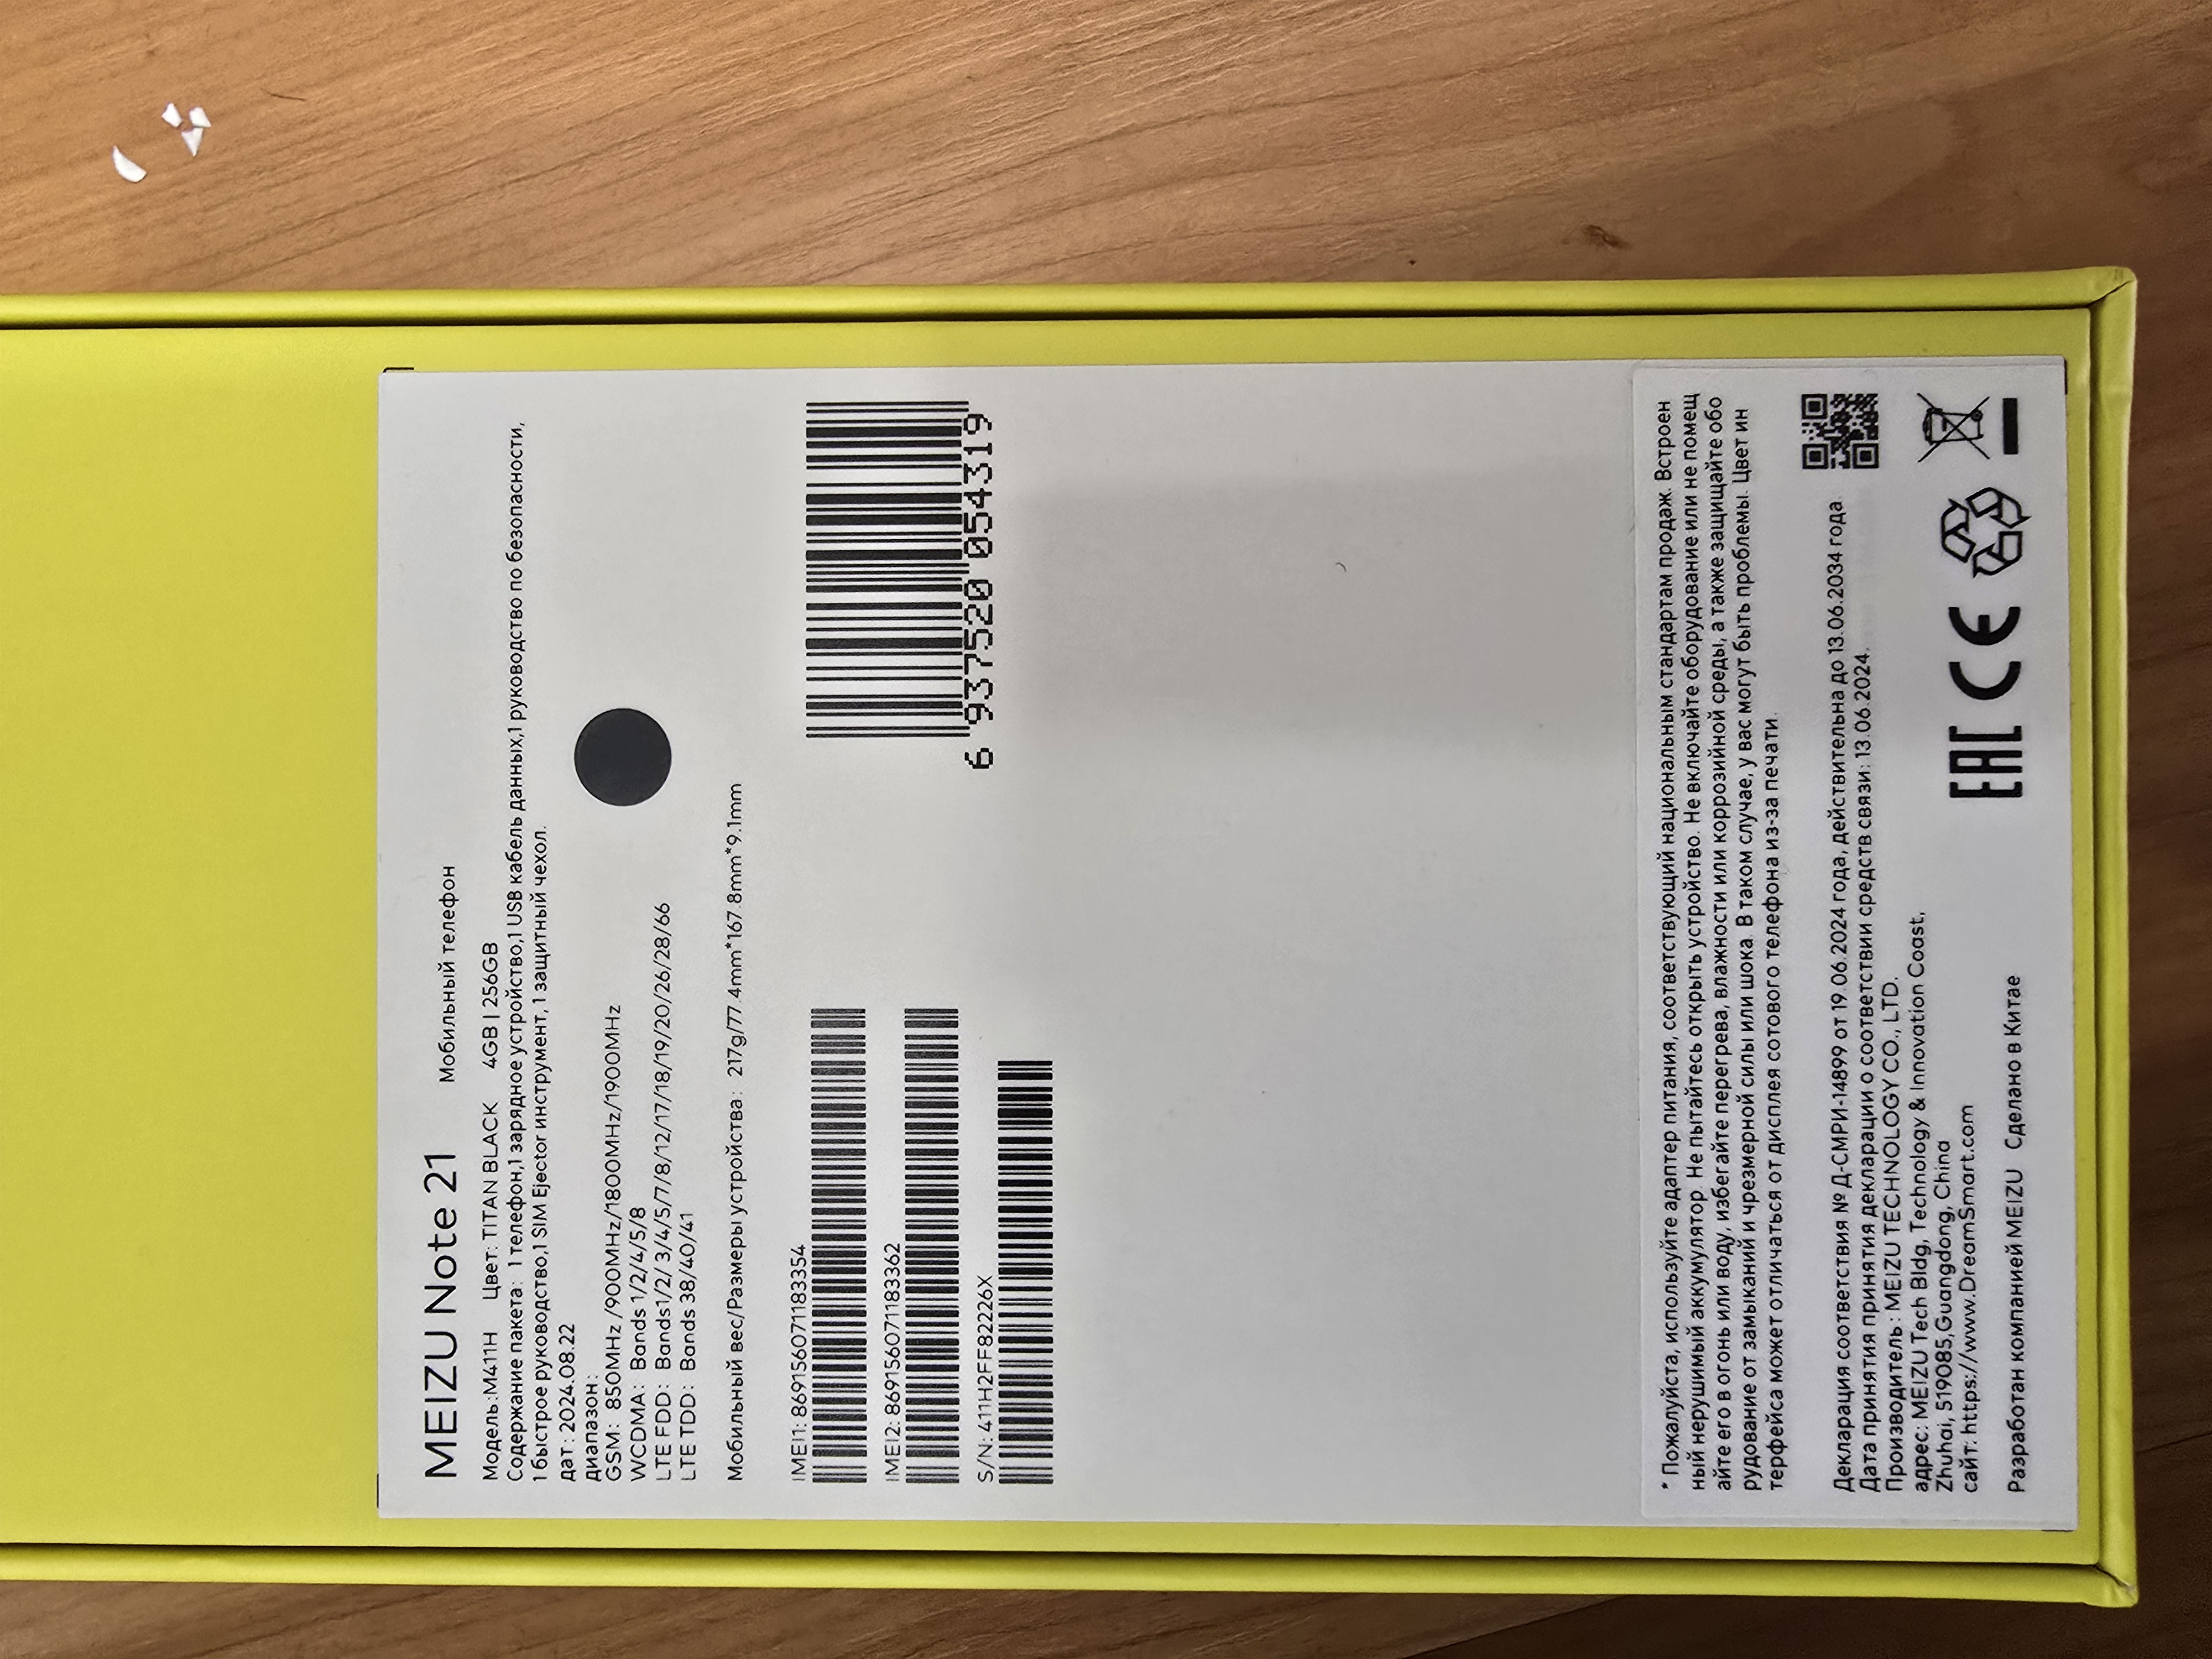 MEIZU Note 21 Мобильный телефон
Модель:M411H Цвет: TITAN BLACK 4GB | 256GB
Содержание пакета: 1 телефон,1 зарядное устройство,1 USB кабель данных,1 руководство по безопасности,
1 быстрое руководство,1 SIM Ejector инструмент, 1 защитный чехол.
дат: 2024.08.22
диапазон:
GSM: 850MHz /900MHz/1800MHz/1900MHz
WCDMA: Bands 1/2/4/5/8
LTE FDD: Bands1/2/ 3/4/5/7/8/12/17/18/19/20/26/28/66
LTE TDD: Bands 38/40/41
Мобильный вес/Размеры устройства: 217g/77.4mm*167.8mm*9.1mm
IMEI1: 869156071183354
IMEI2: 869156071183362
S/N: 411H2FF82226X
6 937520 054319
* Пожалуйста, используйте адаптер питания, соответствующий национальным стандартам продаж. Встроен
ный нерушимый аккумулятор. Не пытайтесь открыть устройство. Не включайте оборудование или не помещ
айте его в огонь или воду, избегайте перегрева, влажности или коррозийной среды, а также защищайте обо
рудование от замыканий и чрезмерной силы или шока. В таком случае, у вас могут быть проблемы. Цвет ин
терфейса может отличаться от дисплея сотового телефона из-за печати.
Декларация соответствия № Д-СМРИ-14899 от 19.06.2024 года, действительна до 13.06.2034 года.
Дата принятия принятия декларации о соответствии средств связи: 13.06.2024.
Производитель: MEIZU TECHNOLOGY CO., LTD.
адрес: MEIZU Tech Bldg, Technology & Innovation Coast,
Zhuhai, 519085,Guangdong, China
сайт: https://www.DreamSmart.com
Разработан компанией MEIZU Сделано в Китае
EAC CE